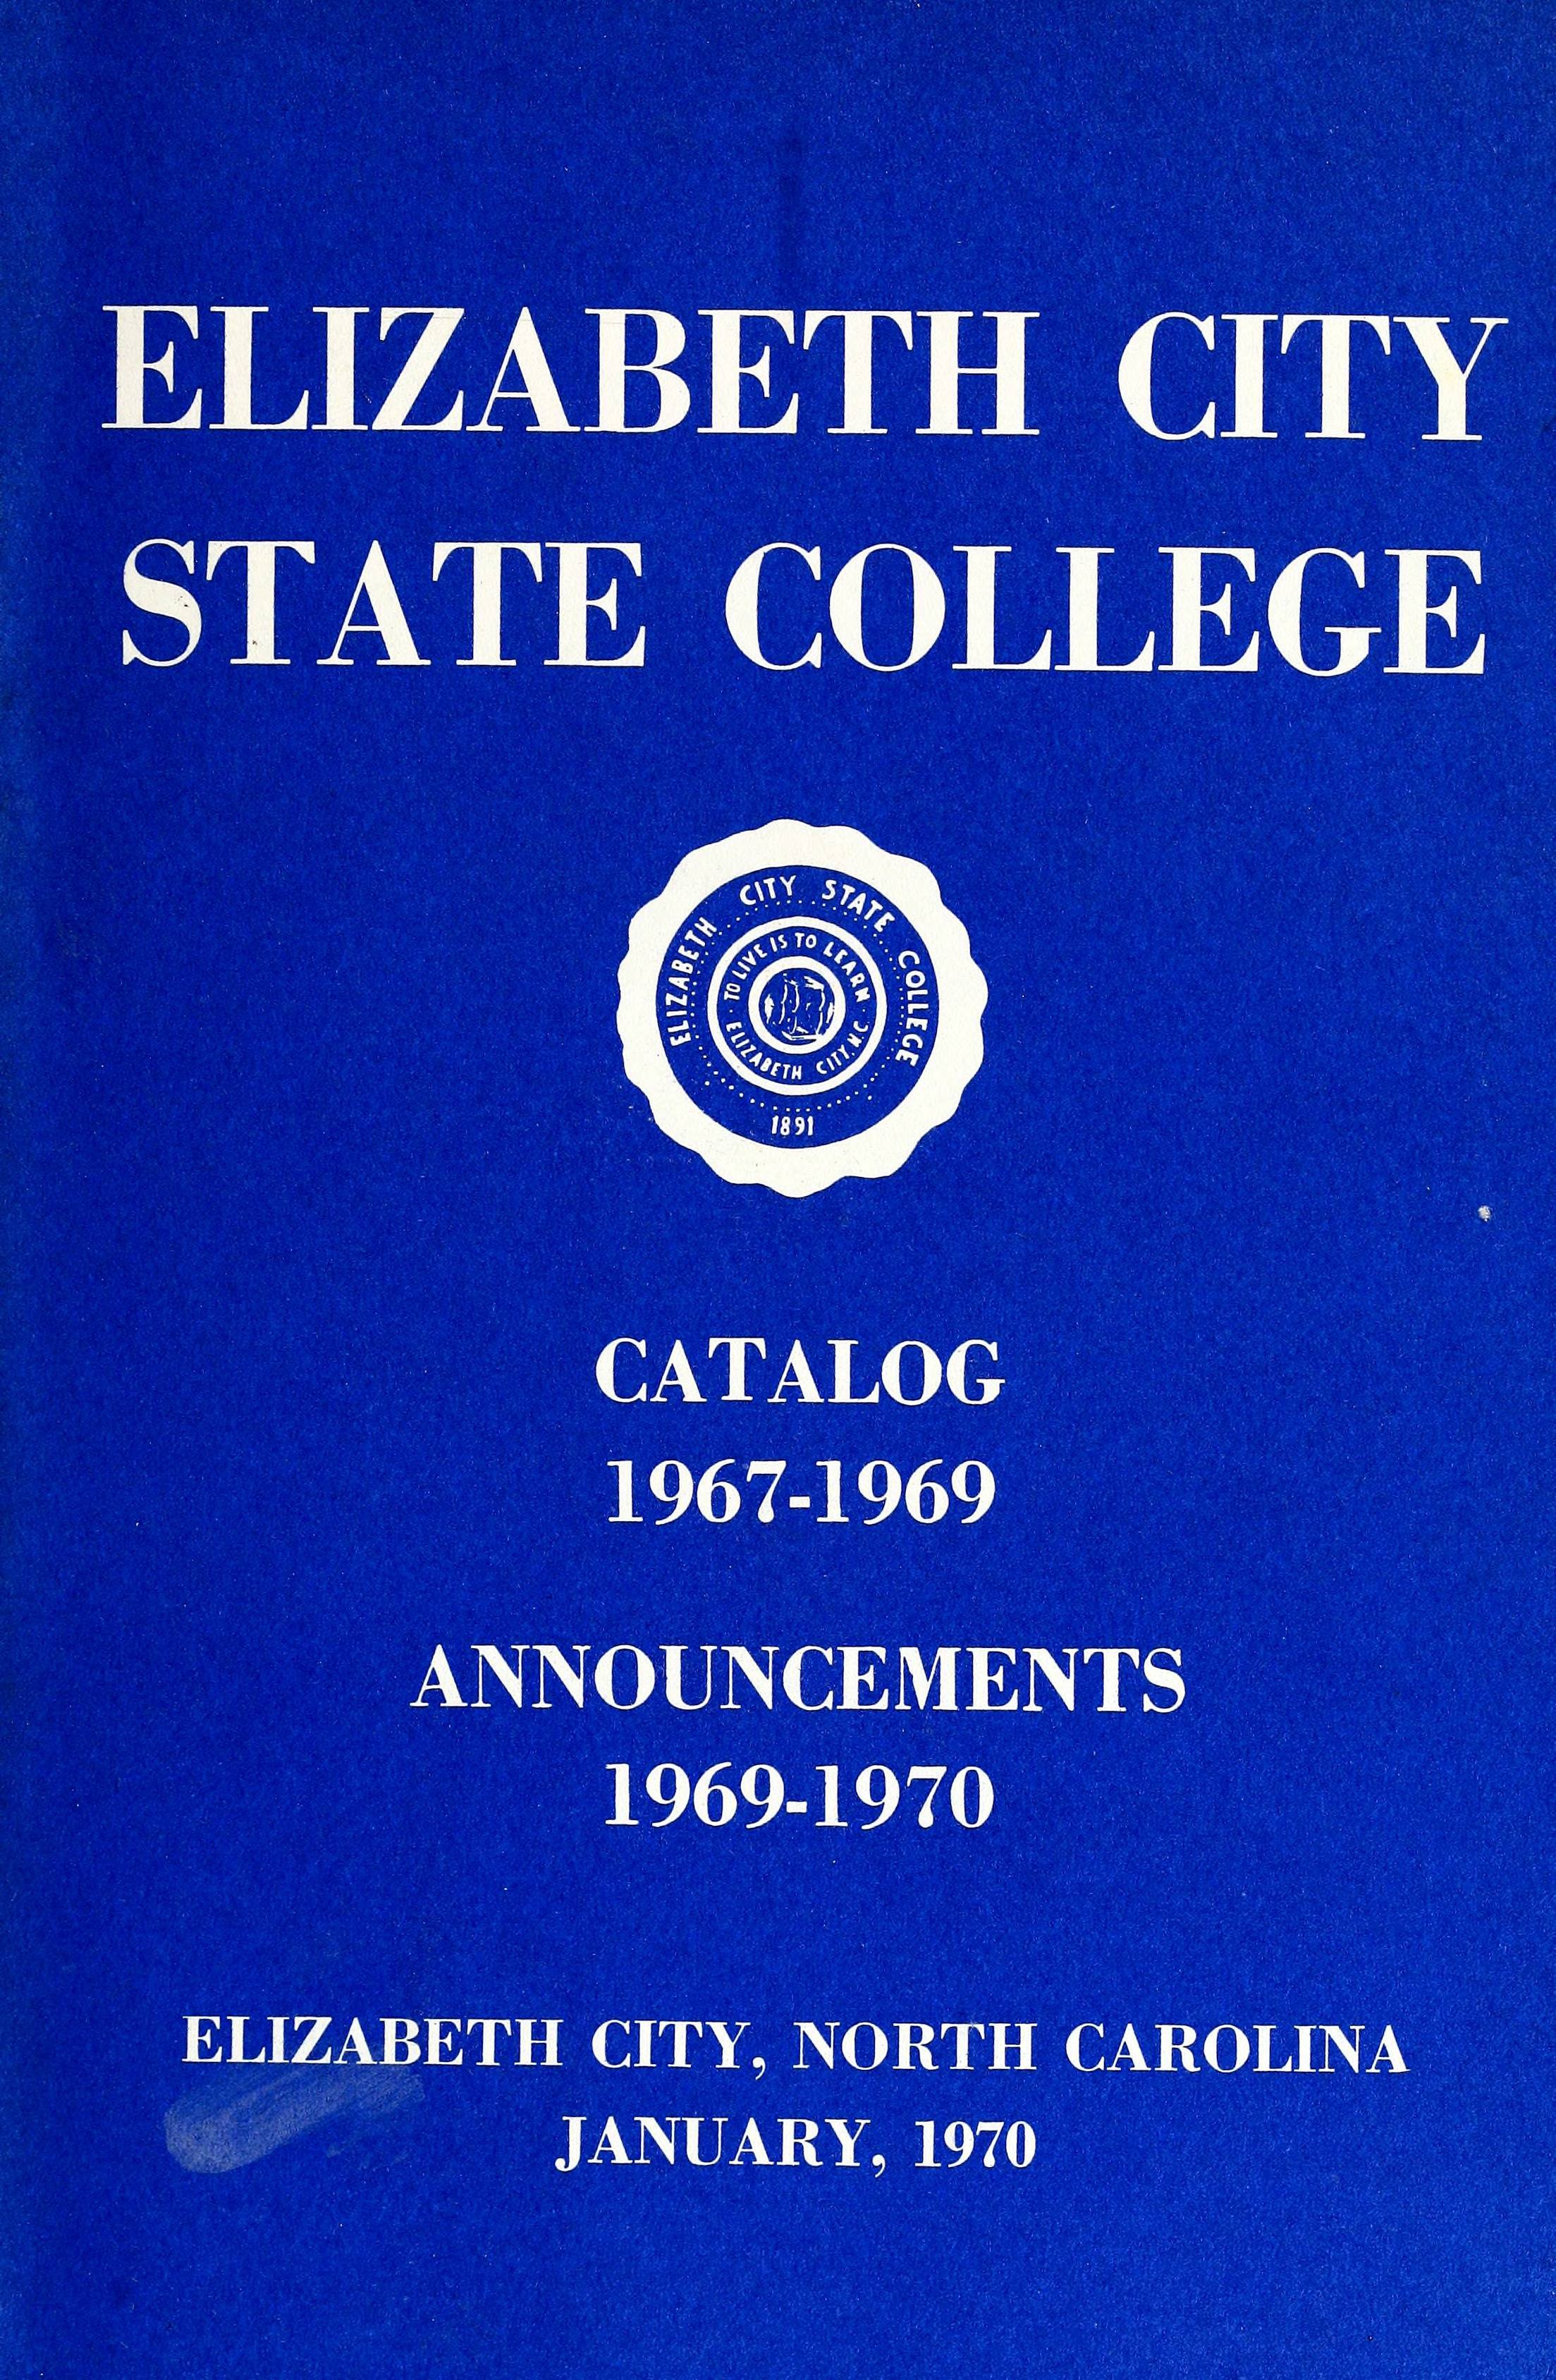 ELIZABETH CITY
STATE COLLEGE
ELIZABETH CITY STATE COLLEGE
TO LIVE IS TO LEARN
ELIZABETH CITY, N.C.
1891
CATALOG
1967-1969
ANNOUNCEMENTS
1969-1970
ELIZABETH CITY, NORTH CAROLINA
JANUARY, 1970